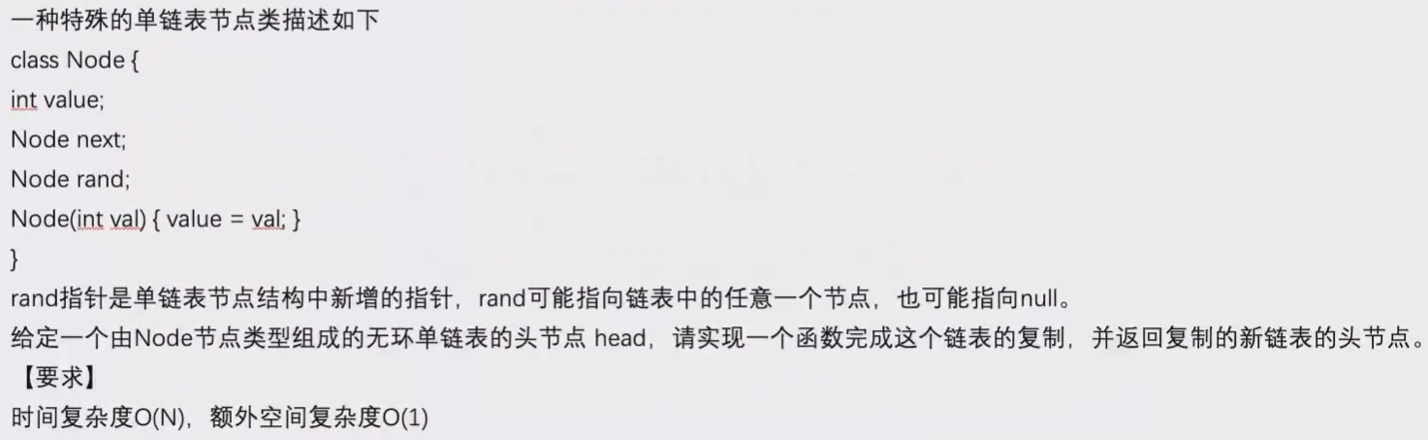 一种特殊的单链表节点类描述如下
class Node {
int value;
Node next;
Node rand;
Node(int val) { value = val; }
}
rand指针是单链表节点结构中新增的指针，rand可能指向链表中的任意一个节点，也可能指向null。
给定一个由Node节点类型组成的无环单链表的头节点 head，请实现一个函数完成这个链表的复制，并返回复制的新链表的头节点。
【要求】
时间复杂度O(N)，额外空间复杂度O(1)